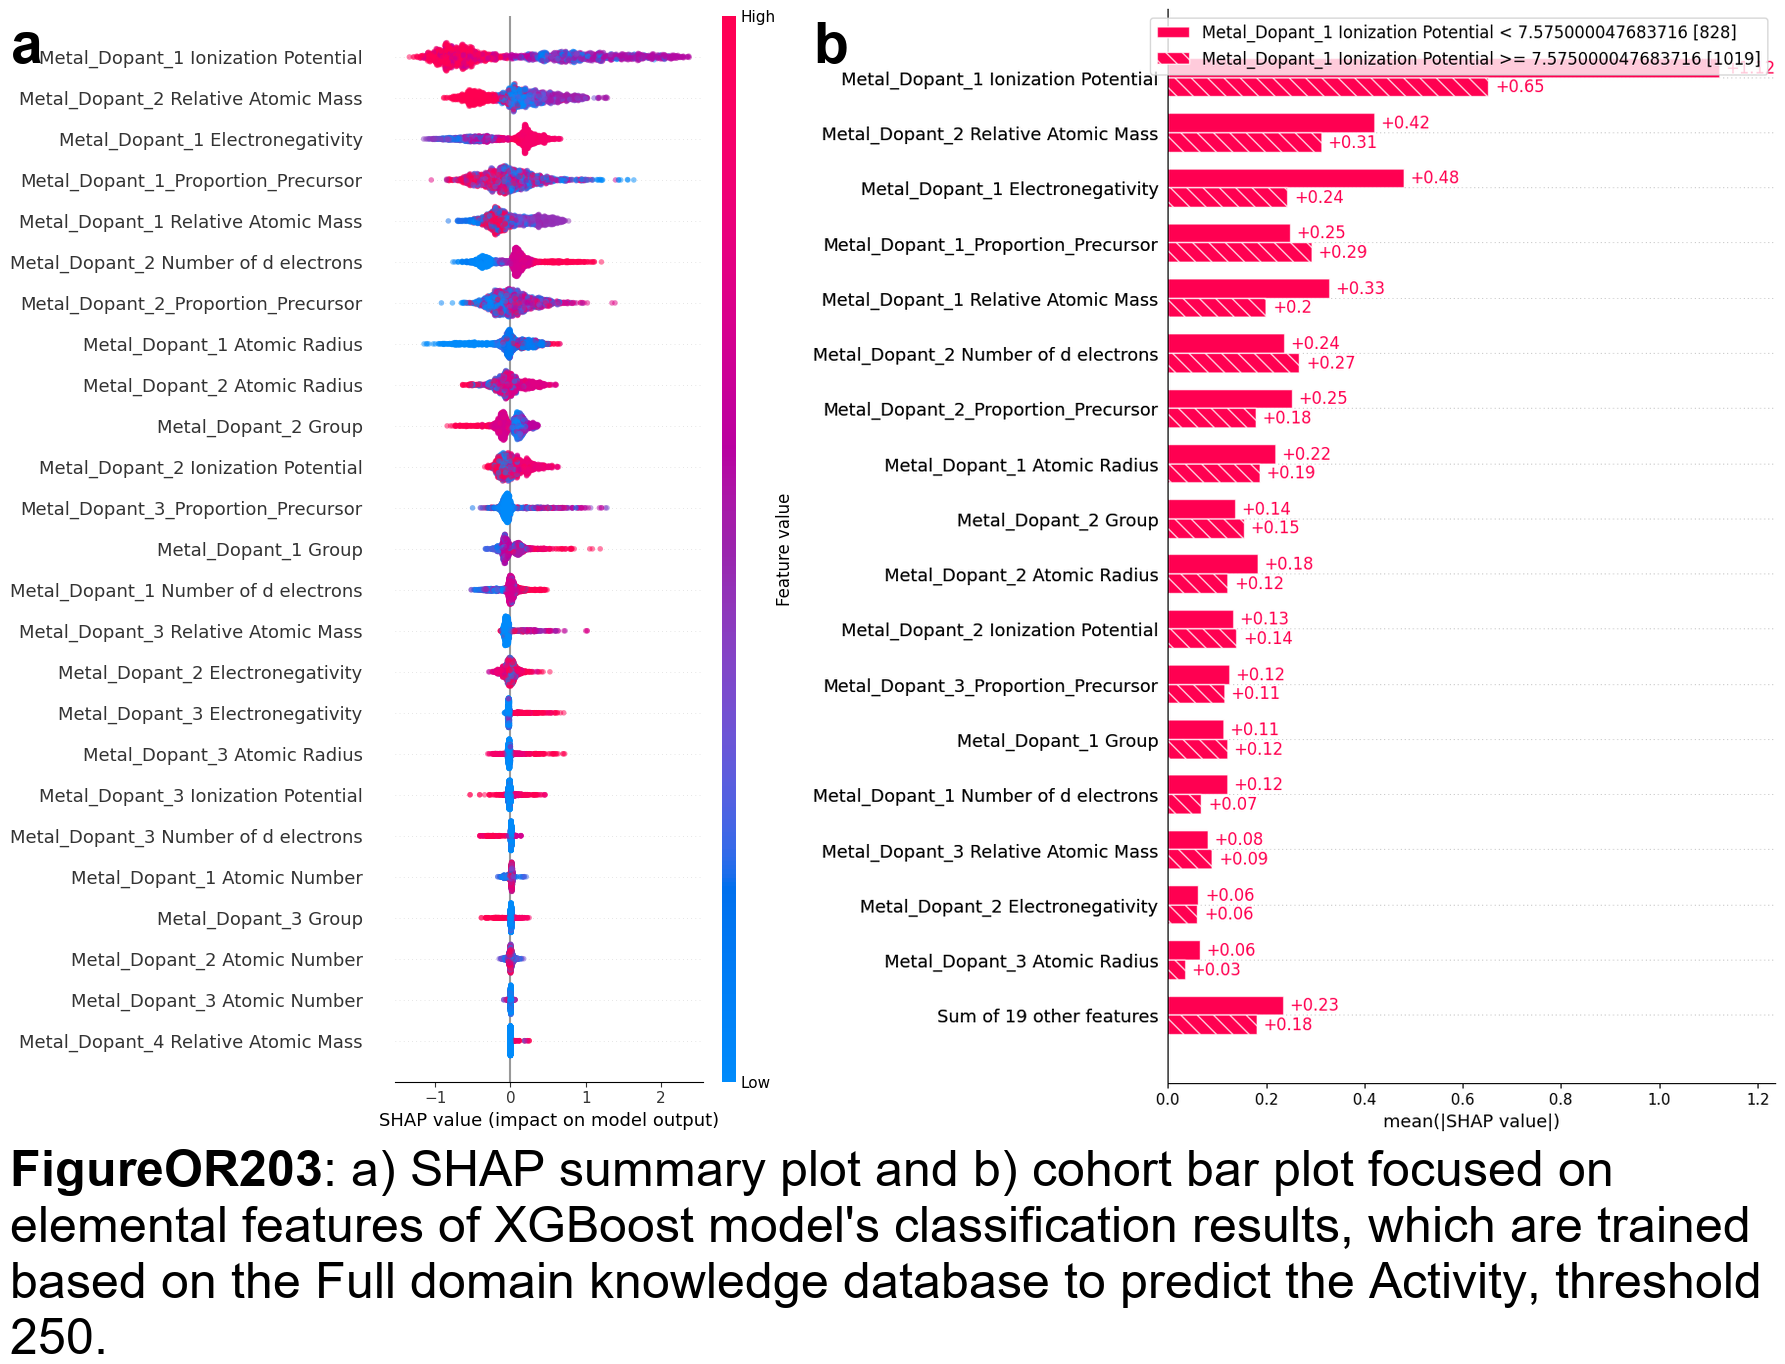 a
Metal_Dopant_1 Ionization Potential
Metal_Dopant_2 Relative Atomic Mass
Metal_Dopant_1 Electronegativity
Metal_Dopant_1_Proportion_Precursor
Metal_Dopant_1 Relative Atomic Mass
Metal_Dopant_2 Number of d electrons
Metal_Dopant_2_Proportion_Precursor
Metal_Dopant_1 Atomic Radius
Metal_Dopant_2 Atomic Radius
Metal_Dopant_2 Group
Metal_Dopant_2 Ionization Potential
Metal_Dopant_3_Proportion_Precursor
Metal_Dopant_1 Group
Metal_Dopant_1 Number of d electrons
Metal_Dopant_3 Relative Atomic Mass
Metal_Dopant_2 Electronegativity
Metal_Dopant_3 Electronegativity
Metal_Dopant_3 Atomic Radius
Metal_Dopant_3 Ionization Potential
Metal_Dopant_3 Number of d electrons
Metal_Dopant_1 Atomic Number
Metal_Dopant_3 Group
Metal_Dopant_2 Atomic Number
Metal_Dopant_3 Atomic Number
Metal_Dopant_4 Relative Atomic Mass
−1 0 1 2
SHAP value (impact on model output)
High
Feature value
Low
b
Metal_Dopant_1 Ionization Potential < 7.575000047683716 [828]
Metal_Dopant_1 Ionization Potential >= 7.575000047683716 [1019]
Metal_Dopant_1 Ionization Potential
+1.12
+0.65
Metal_Dopant_2 Relative Atomic Mass
+0.42
+0.31
Metal_Dopant_1 Electronegativity
+0.48
+0.24
Metal_Dopant_1_Proportion_Precursor
+0.25
+0.29
Metal_Dopant_1 Relative Atomic Mass
+0.33
+0.2
Metal_Dopant_2 Number of d electrons
+0.24
+0.27
Metal_Dopant_2_Proportion_Precursor
+0.25
+0.18
Metal_Dopant_1 Atomic Radius
+0.22
+0.19
Metal_Dopant_2 Group
+0.14
+0.15
Metal_Dopant_2 Atomic Radius
+0.18
+0.12
Metal_Dopant_2 Ionization Potential
+0.13
+0.14
Metal_Dopant_3_Proportion_Precursor
+0.12
+0.11
Metal_Dopant_1 Group
+0.11
+0.12
Metal_Dopant_1 Number of d electrons
+0.12
+0.07
Metal_Dopant_3 Relative Atomic Mass
+0.08
+0.09
Metal_Dopant_2 Electronegativity
+0.06
+0.06
Metal_Dopant_3 Atomic Radius
+0.06
+0.03
Sum of 19 other features
+0.23
+0.18
0.0 0.2 0.4 0.6 0.8 1.0 1.2
mean(|SHAP value|)
FigureOR203: a) SHAP summary plot and b) cohort bar plot focused on
elemental features of XGBoost model's classification results, which are trained
based on the Full domain knowledge database to predict the Activity, threshold
250.